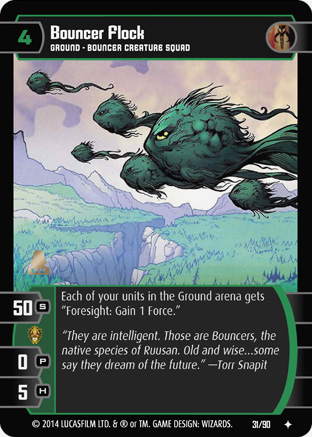 4
Bouncer Flock
GROUND - BOUNCER CREATURE SQUAD
50 S
0 P
5 H
Each of your units in the Ground arena gets
“Foresight: Gain 1 Force.”
“They are intelligent. Those are Bouncers, the
native species of Ruusan. Old and wise...some
say they dream of the future.” —Torr Snapit
© 2014 LUCASFILM LTD. & ® or TM. GAME DESIGN: WIZARDS. 31/90